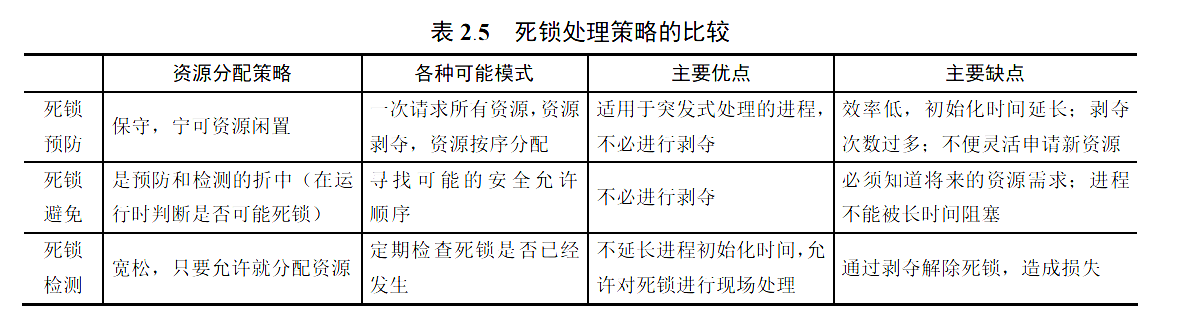 表 2.5 死锁处理策略的比较
资源分配策略 各种可能模式 主要优点 主要缺点
死锁
预防
保守，宁可资源闲置
一次请求所有资源，资源
剥夺，资源按序分配
适用于突发式处理的进程，
不必进行剥夺
效率低，初始化时间延长；剥夺
次数过多；不便灵活申请新资源
死锁
避免
是预防和检测的折中（在运
行时判断是否可能死锁）
寻找可能的安全允许
顺序
不必进行剥夺
必须知道将来的资源需求；进程
不能被长时间阻塞
死锁
检测
宽松，只要允许就分配资源
定期检查死锁是否已经
发生
不延长进程初始化时间，允
许对死锁进行现场处理
通过剥夺解除死锁，造成损失